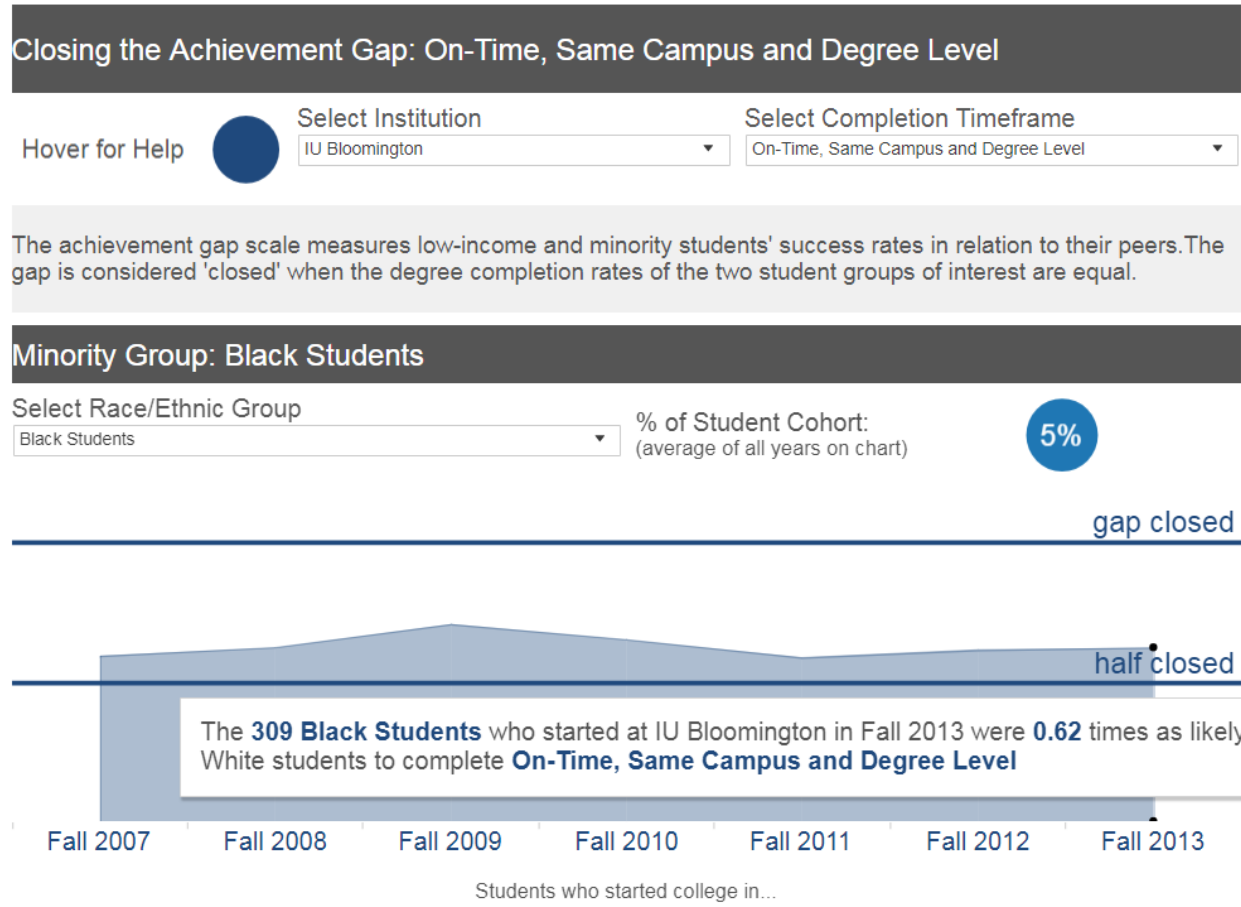 Closing the Achievement Gap: On-Time, Same Campus and Degree Level
Select Institution
Select Completion Timeframe
Hover for Help
IU Bloomington
On-Time, Same Campus and Degree Level
The achievement gap scale measures low-income and minority students' success rates in relation to their peers.The
gap is considered 'closed' when the degree completion rates of the two student groups of interest are equal.
Minority Group: Black Students
Select Race/Ethnic Group
Black Students
% of Student Cohort:
(average of all years on chart)
5%
gap closed
half closed
The 309 Black Students who started at IU Bloomington in Fall 2013 were 0.62 times as likely
White students to complete On-Time, Same Campus and Degree Level
Fall 2007 Fall 2008 Fall 2009 Fall 2010 Fall 2011 Fall 2012 Fall 2013
Students who started college in...